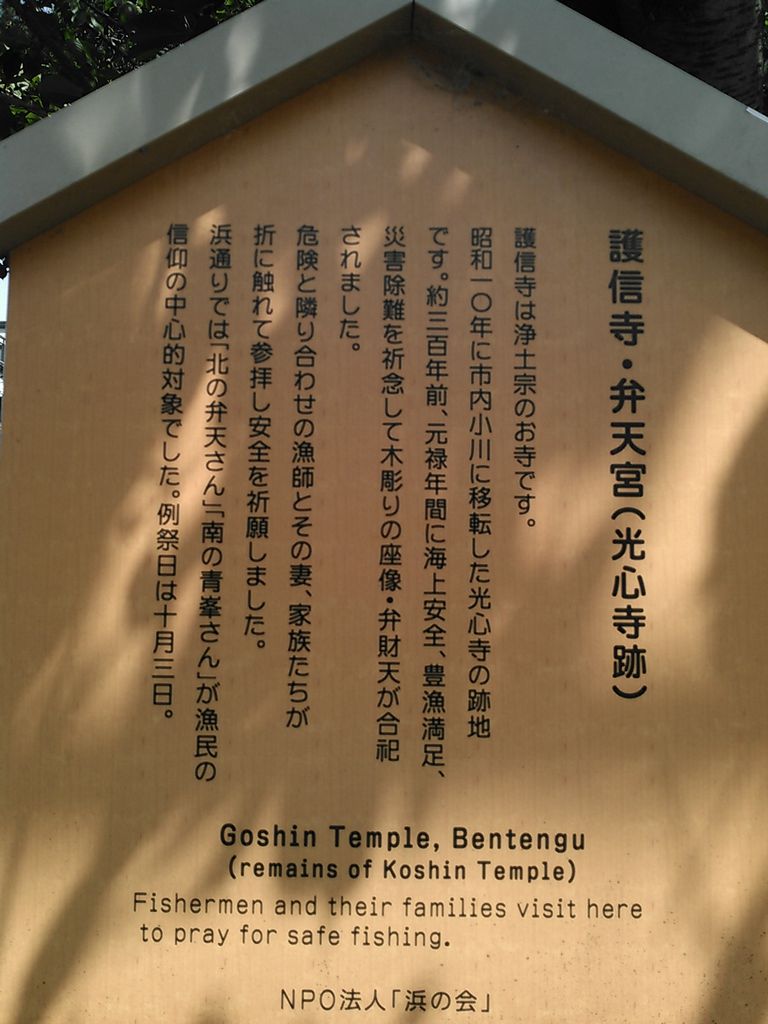 護信寺・弁天宮(光心寺跡)
護信寺は浄土宗のお寺です。
昭和一〇年に市内小川に移転した光心寺の跡地
です。約三百年前、元禄年間に海上安全、豊漁満足、
災害除難を祈念して木彫りの座像・弁財天が合祀
されました。
危険と隣り合わせの漁師とその妻、家族たちが
折に触れて参拝し安全を祈願しました。
浜通りでは「北の弁天さん」「南の青峯さん」が漁民の
信仰の中心的対象でした。例祭日は十月三日。
Goshin Temple, Bentengu
(remains of Koshin Temple)
Fishermen and their families visit here
to pray for safe fishing.
NPO法人「浜の会」